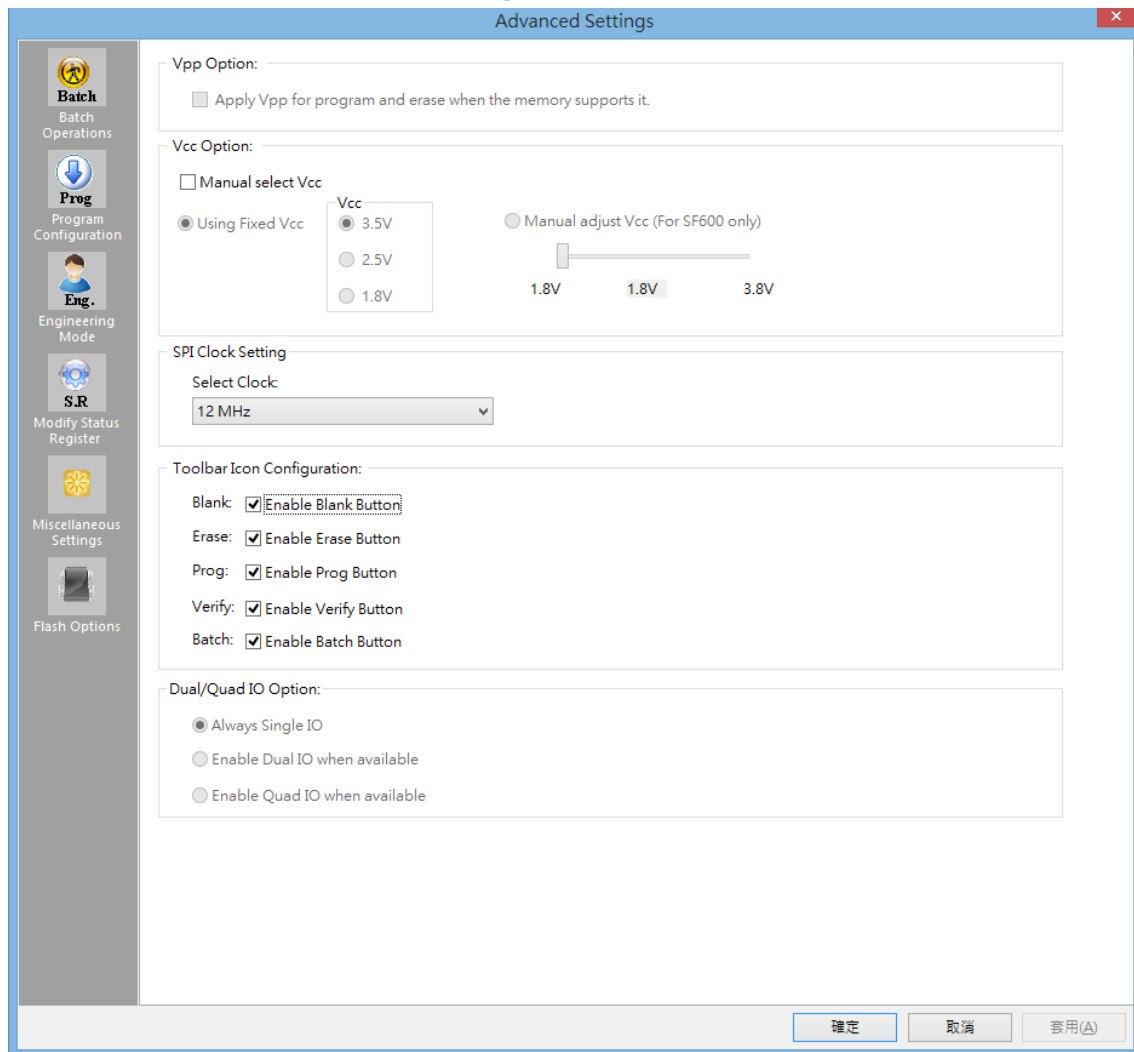 Advanced Settings
Batch
Batch
Operations
Prog
Program
Configuration
Eng.
Engineering
Mode
S.R
Modify Status
Register
Miscellaneous
Settings
Flash Options
Vpp Option:
Apply Vpp for program and erase when the memory supports it.
Vcc Option:
Manual select Vcc
Using Fixed Vcc
Vcc
3.5V
2.5V
1.8V
Manual adjust Vcc (For SF600 only)
1.8V 1.8V 3.8V
SPI Clock Setting
Select Clock:
12 MHz
Toolbar Icon Configuration:
Blank: Enable Blank Button
Erase: Enable Erase Button
Prog: Enable Prog Button
Verify: Enable Verify Button
Batch: Enable Batch Button
Dual/Quad IO Option:
Always Single IO
Enable Dual IO when available
Enable Quad IO when available
確定 取消 套用(A)